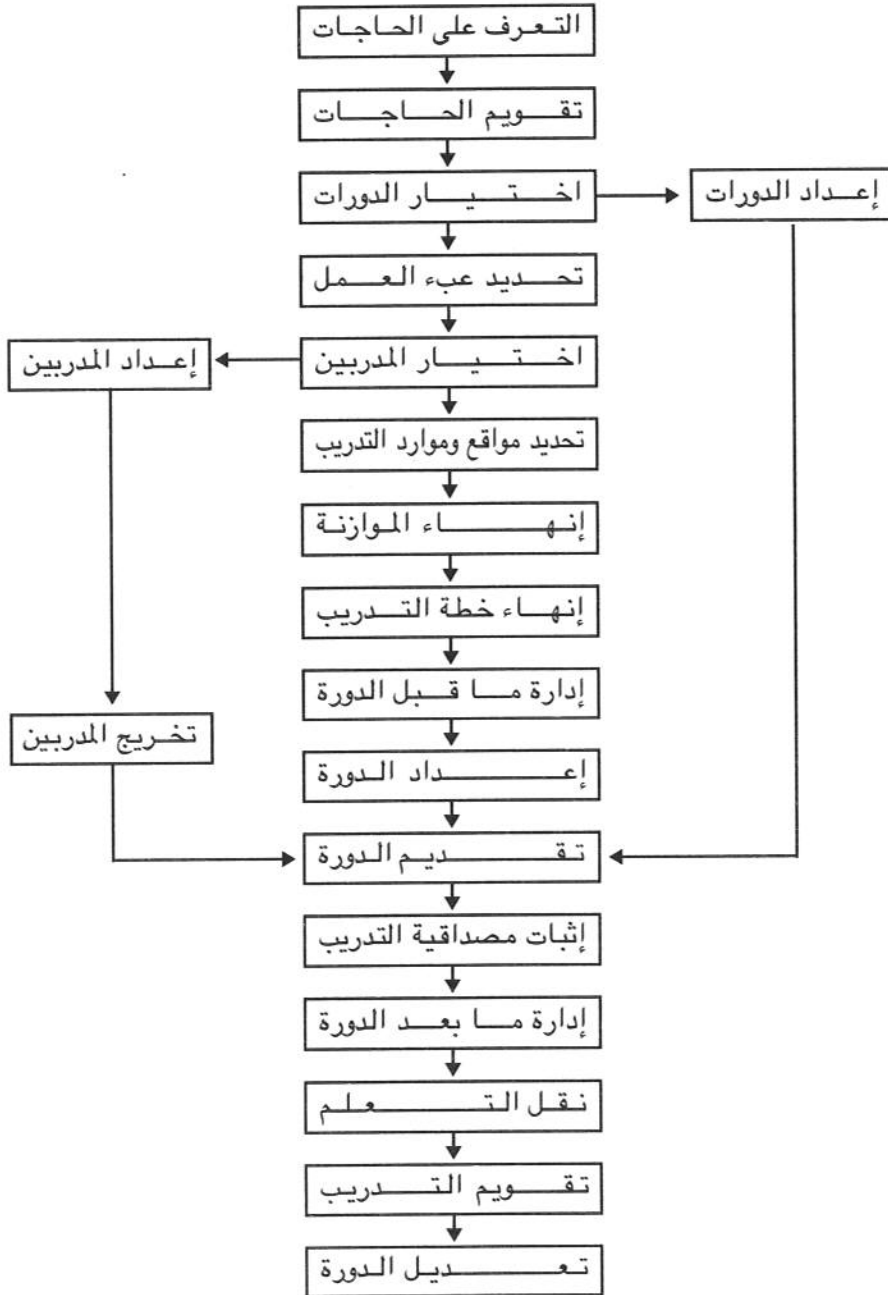 التعرف على الحاجات
تقويم الحاجات
اختيار الدورات
إعداد الدورات
تحديد عبء العمل
اختيار المدربين
إعداد المدربين
تحديد مواقع وموارد التدريب
إنهاء الموازنة
إنهاء خطة التدريب
إدارة ما قبل الدورة
تخريج المدربين
إعداد الدورة
تقديم الدورة
إثبات مصداقية التدريب
إدارة ما بعد الدورة
نقل التعلم
تقويم التدريب
تعديل الدورة